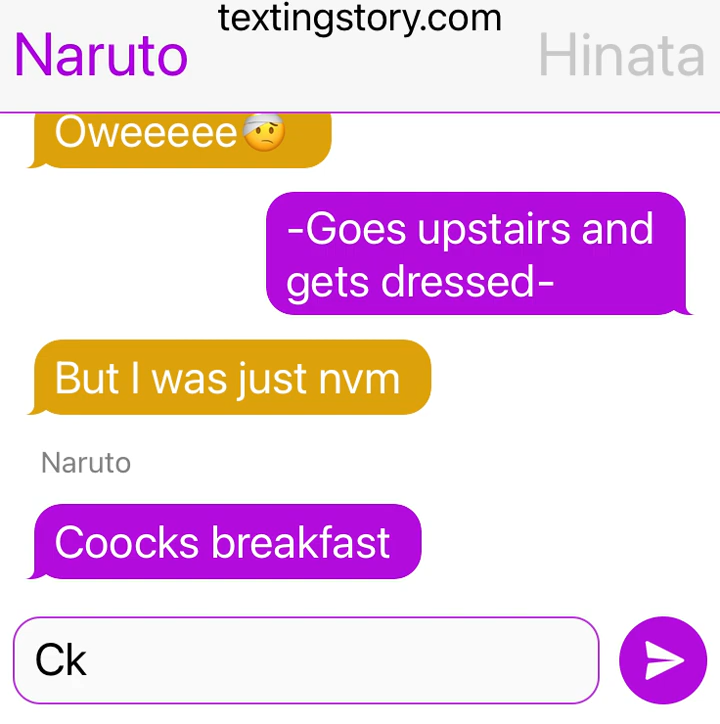 textingstory.com
Naruto
Hinata
Oweeeee🤕
-Goes upstairs and
gets dressed-
But I was just nvm
Naruto
Coocks breakfast
Ck